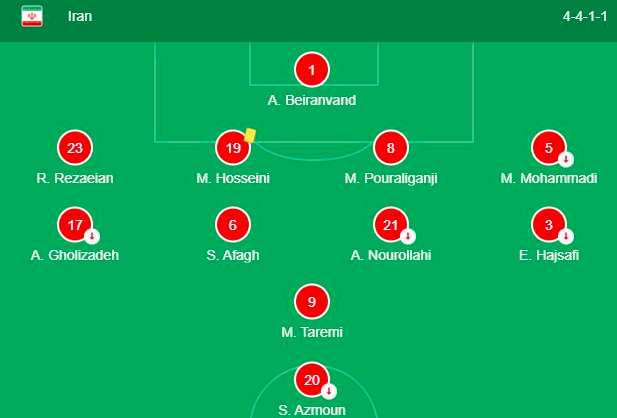 Iran 4-4-1-1
1
A. Beiranvand
23 19 8 5
R. Rezaeian M. Hosseini M. Pouraliganji M. Mohammadi
17 6 21 3
A. Gholizadeh S. Afagh A. Nourollahi E. Hajsafi
9
M. Taremi
20
S. Azmoun